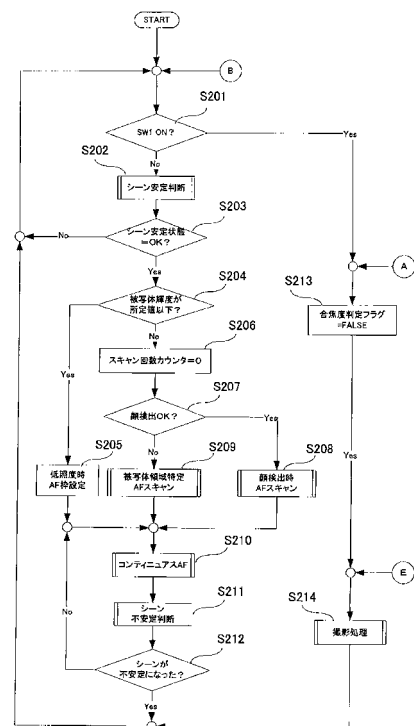 START
B
S201
SW1 ON?
Yes
No
S202
シーン安定判断
S203
シーン安定状態
=OK?
No
Yes
A
S204
被写体輝度が
所定値以下?
S213
合焦度判定フラグ
=FALSE
No
S206
スキャン回数カウンター=0
Yes
S207
顔検出OK?
Yes
No
Yes
S205
低照度時
AF枠設定
S209
被写体領域特定
AFスキャン
S208
顔検出時
AFスキャン
S210
コンティニュアスAF
E
No
S211
シーン
不安定判断
S214
撮影処理
S212
シーンが
不安定になった?
Yes